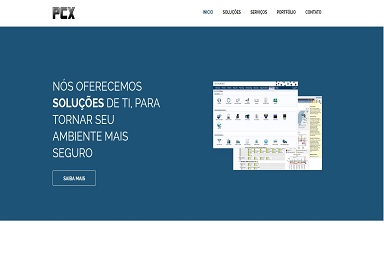 PCX
INICIO SOLUÇÕES SERVIÇOS PORTFOLIO CONTATO
NÓS OFERECEMOS
SOLUÇÕES DE TI, PARA
TORNAR SEU
AMBIENTE MAIS
SEGURO
SAIBA MAIS